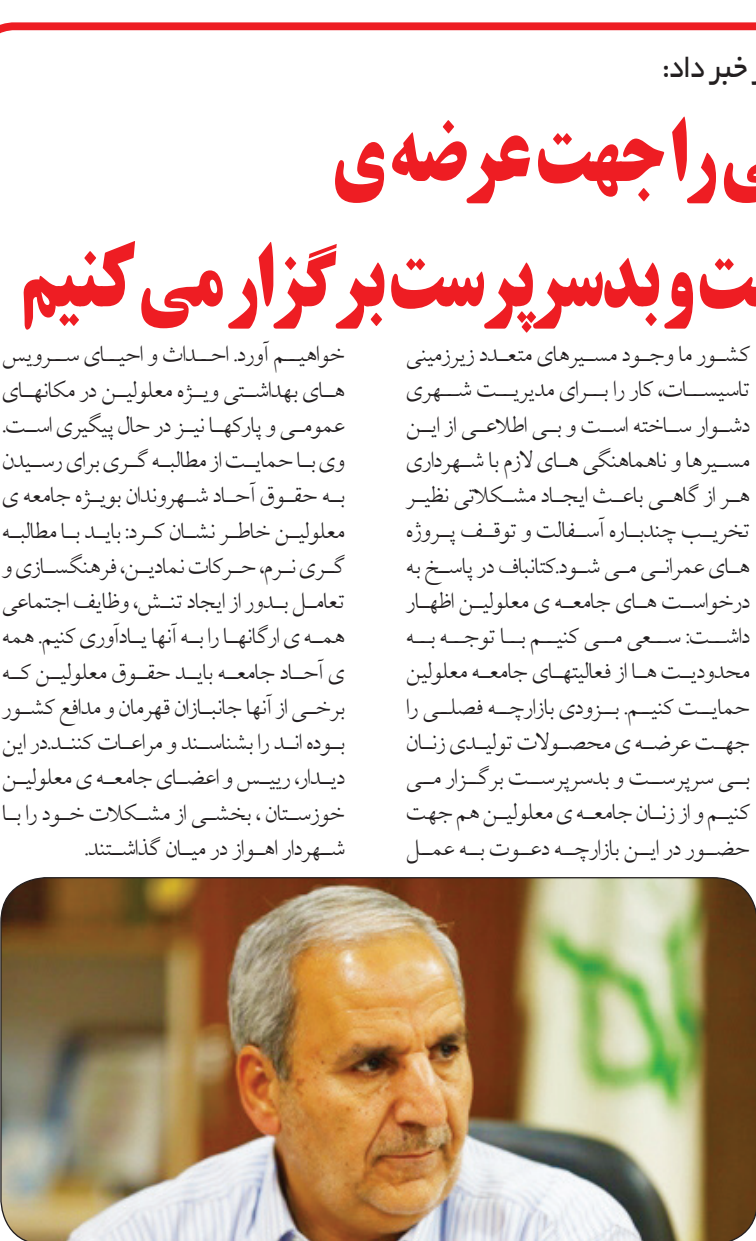 خبر داد:
را جهت عرضه ی
و بدسرپرست برگزار می کنیم
کشور ما وجود مسیرهای متعدد زیرزمینی
تاسیسات، کار را برای مدیریت شهری
دشوار ساخته است و بی اطلاعی از این
مسیرها و ناهماهنگی های لازم با شهرداری
هر از گاهی باعث ایجاد مشکلاتی نظیر
تخریب چندباره آسفالت و توقف پروژه
های عمرانی می شود.کتانباف در پاسخ به
درخواست های جامعه ی معلولین اظهار
داشت: سعی می کنیم با توجه به
محدودیت ها از فعالیتهای جامعه معلولین
حمایت کنیم. بزودی بازارچه فصلی را
جهت عرضه ی محصولات تولیدی زنان
بی سرپرست و بدسرپرست برگزار می
کنیم و از زنان جامعه ی معلولین هم جهت
حضور در این بازارچه دعوت به عمل
خواهیم آورد. احداث و احیای سرویس
های بهداشتی ویژه معلولین در مکانهای
عمومی و پارکها نیز در حال پیگیری است.
وی با حمایت از مطالبه گری برای رسیدن
به حقوق آحاد شهروندان بویژه جامعه ی
معلولین خاطر نشان کرد: باید با مطالبه
گری نرم، حرکات نمادین، فرهنگسازی و
تعامل بدور از ایجاد تنش، وظایف اجتماعی
همه ی ارگانها را به آنها یادآوری کنیم. همه
ی آحاد جامعه باید حقوق معلولین که
برخی از آنها جانبازان قهرمان و مدافع کشور
بوده اند را بشناسند و مراعات کنند.در این
دیدار، رییس و اعضای جامعه ی معلولین
خوزستان ، بخشی از مشکلات خود را با
شهردار اهواز در میان گذاشتند.